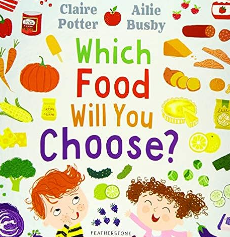 Claire Ailie
Potter Busby
Which
Food
Will You
Choose?
FEATHERSTONE